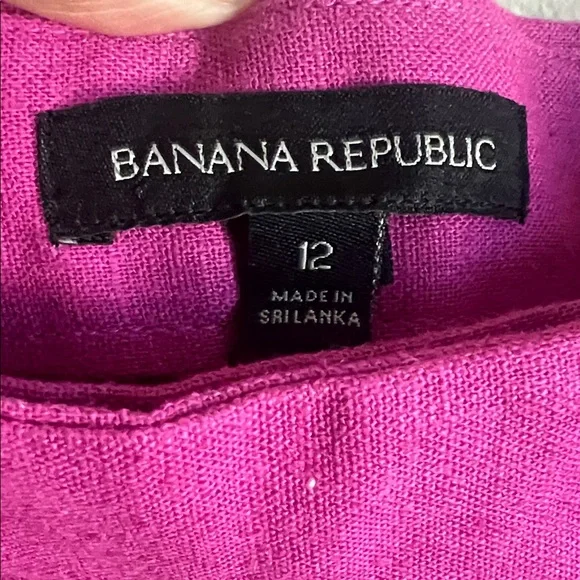 BANANA REPUBLIC
12
MADE IN
SRI LANKA